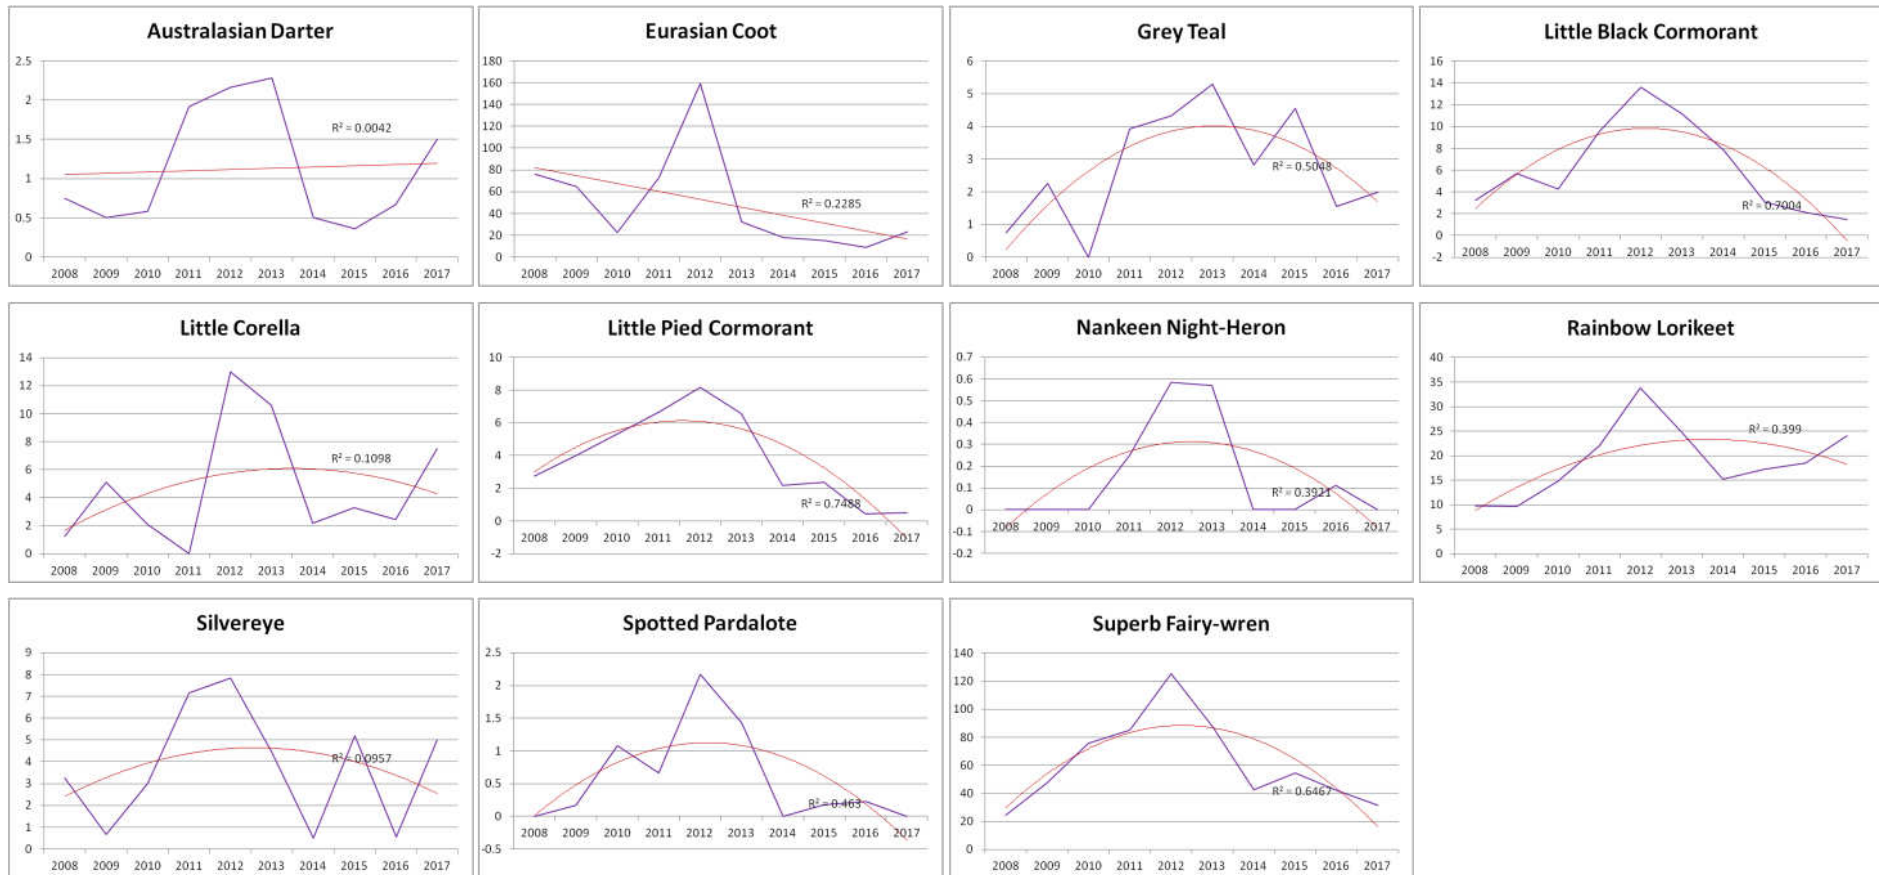 Australasian Darter
2.5
2
1.5
1
0.5
0
R² = 0.0042
2008 2009 2010 2011 2012 2013 2014 2015 2016 2017
Eurasian Coot
180
160
140
120
100
80
60
40
20
0
R² = 0.2285
2008 2009 2010 2011 2012 2013 2014 2015 2016 2017
Grey Teal
6
5
4
3
2
1
0
R² = 0.5048
2008 2009 2010 2011 2012 2013 2014 2015 2016 2017
Little Black Cormorant
16
14
12
10
8
6
4
2
0
-2
R² = 0.7004
2008 2009 2010 2011 2012 2013 2014 2015 2016 2017
Little Corella
14
12
10
8
6
4
2
0
R² = 0.1098
2008 2009 2010 2011 2012 2013 2014 2015 2016 2017
Little Pied Cormorant
10
8
6
4
2
0
-2
R² = 0.7488
2008 2009 2010 2011 2012 2013 2014 2015 2016 2017
Nankeen Night-Heron
0.7
0.6
0.5
0.4
0.3
0.2
0.1
0
-0.1
-0.2
R² = 0.3921
2008 2009 2010 2011 2012 2013 2014 2015 2016 2017
Rainbow Lorikeet
40
35
30
25
20
15
10
5
0
R² = 0.399
2008 2009 2010 2011 2012 2013 2014 2015 2016 2017
Silvereye
9
8
7
6
5
4
3
2
1
0
R² = 0.0957
2008 2009 2010 2011 2012 2013 2014 2015 2016 2017
Spotted Pardalote
2.5
2
1.5
1
0.5
0
-0.5
R² = 0.463
2008 2009 2010 2011 2012 2013 2014 2015 2016 2017
Superb Fairy-wren
140
120
100
80
60
40
20
0
R² = 0.6467
2008 2009 2010 2011 2012 2013 2014 2015 2016 2017